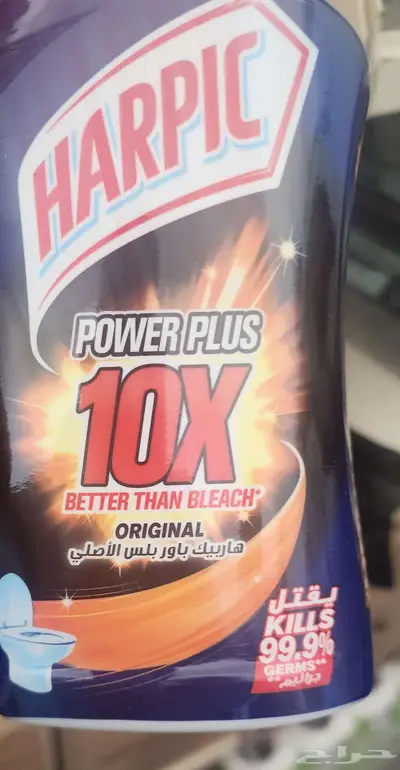 HARPIC
POWER PLUS
10X
BETTER THAN BLEACH*
ORIGINAL
هاربيك باور بلس الأصلي
يقتل
KILLS
99.9%
GERMS**
جراثيم**
حراج